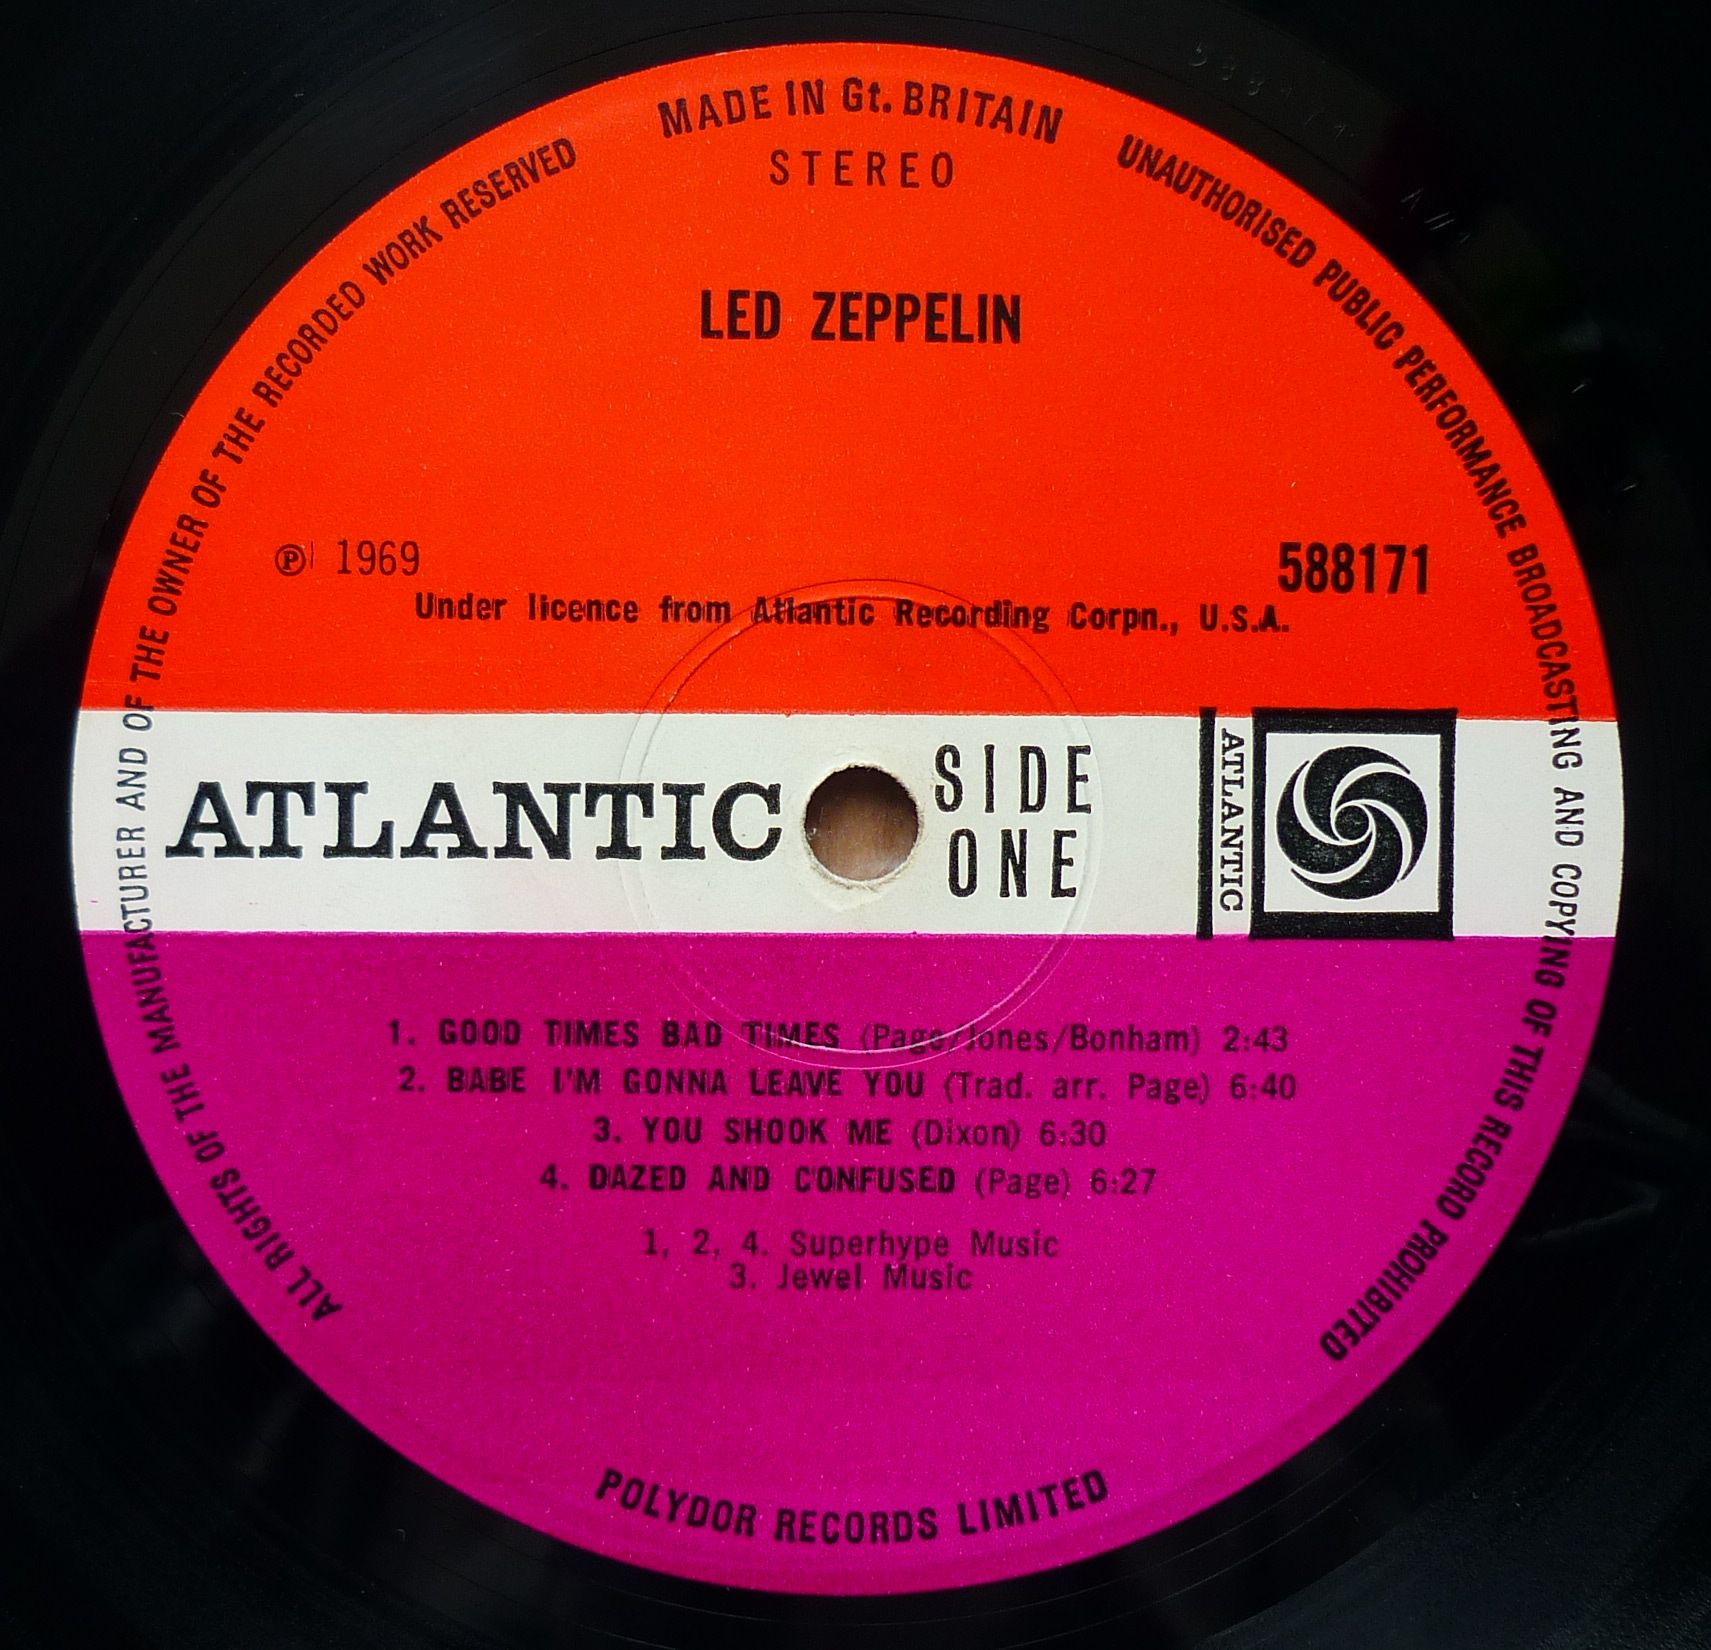 MADE IN Gt. BRITAIN
STEREO
ALL RIGHTS OF THE MANUFACTURER AND OF THE OWNER OF THE RECORDED WORK RESERVED
UNAUTHORISED PUBLIC PERFORMANCE BROADCASTING AND COPYING OF THIS RECORD PROHIBITED
LED ZEPPELIN
℗ 1969
588171
Under licence from Atlantic Recording Corpn., U.S.A.
ATLANTIC
SIDE
ONE
ATLANTIC
1. GOOD TIMES BAD TIMES (Page/Jones/Bonham) 2:43
2. BABE I'M GONNA LEAVE YOU (Trad. arr. Page) 6:40
3. YOU SHOOK ME (Dixon) 6:30
4. DAZED AND CONFUSED (Page) 6:27
1, 2, 4. Superhype Music
3. Jewel Music
POLYDOR RECORDS LIMITED